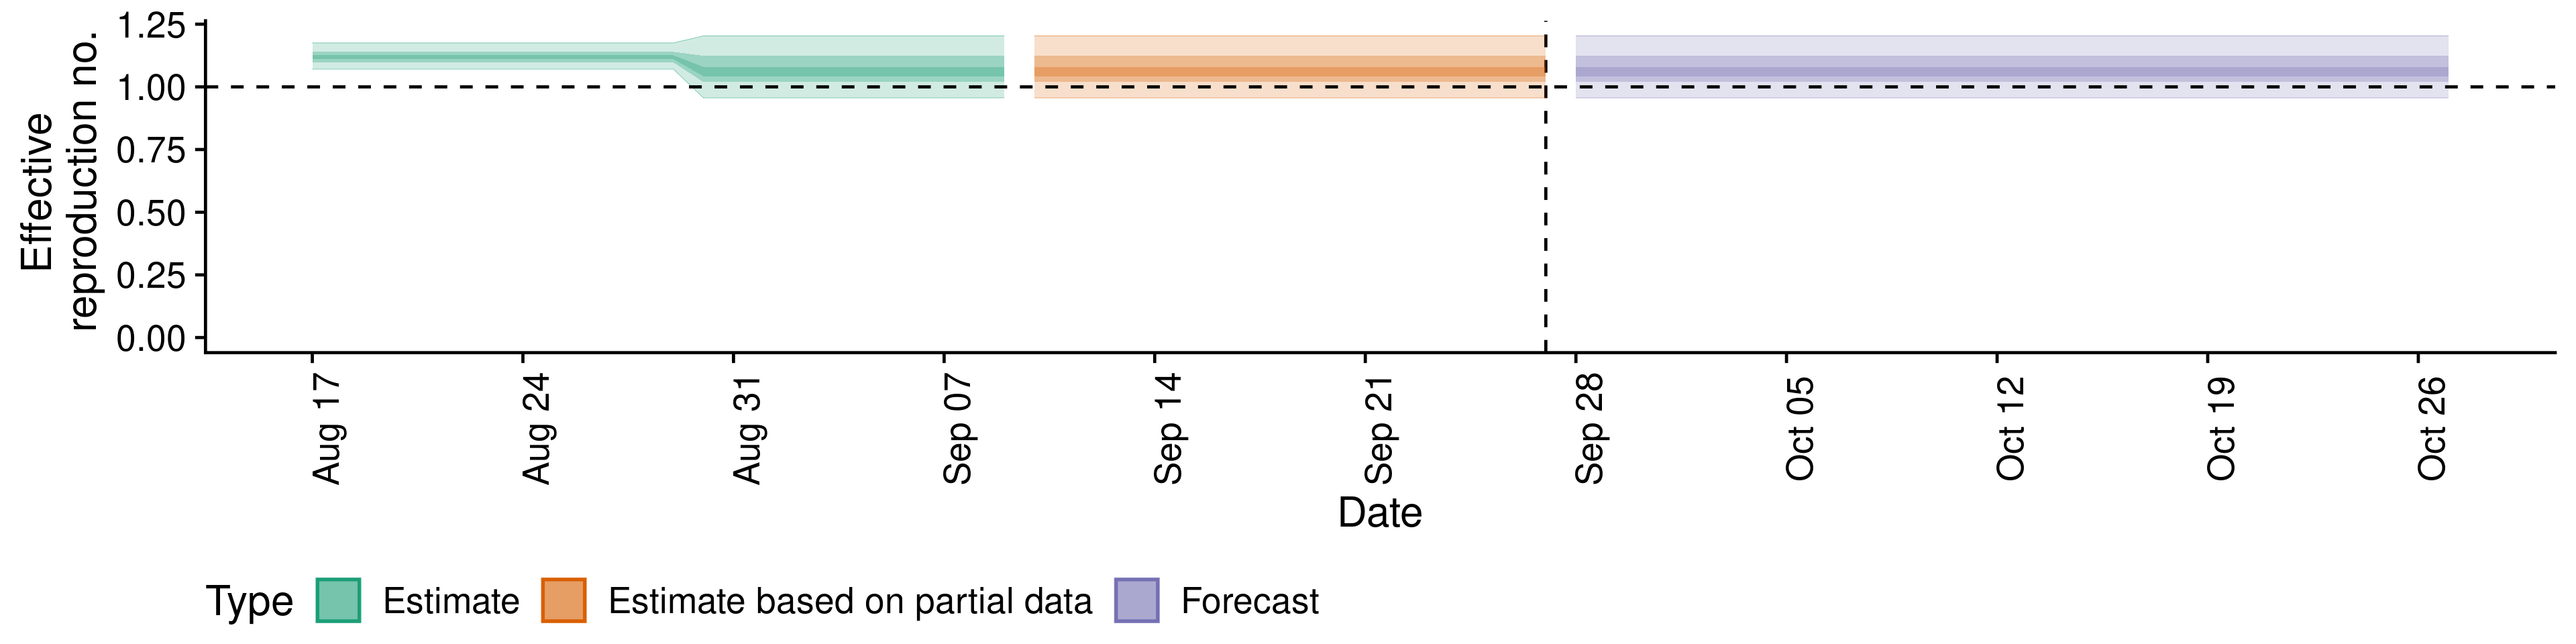 Effective
reproduction no.
1.25
1.00
0.75
0.50
0.25
0.00
Aug 17
Aug 24
Aug 31
Sep 07
Sep 14
Sep 21
Sep 28
Oct 05
Oct 12
Oct 19
Oct 26
Date
Type Estimate Estimate based on partial data Forecast